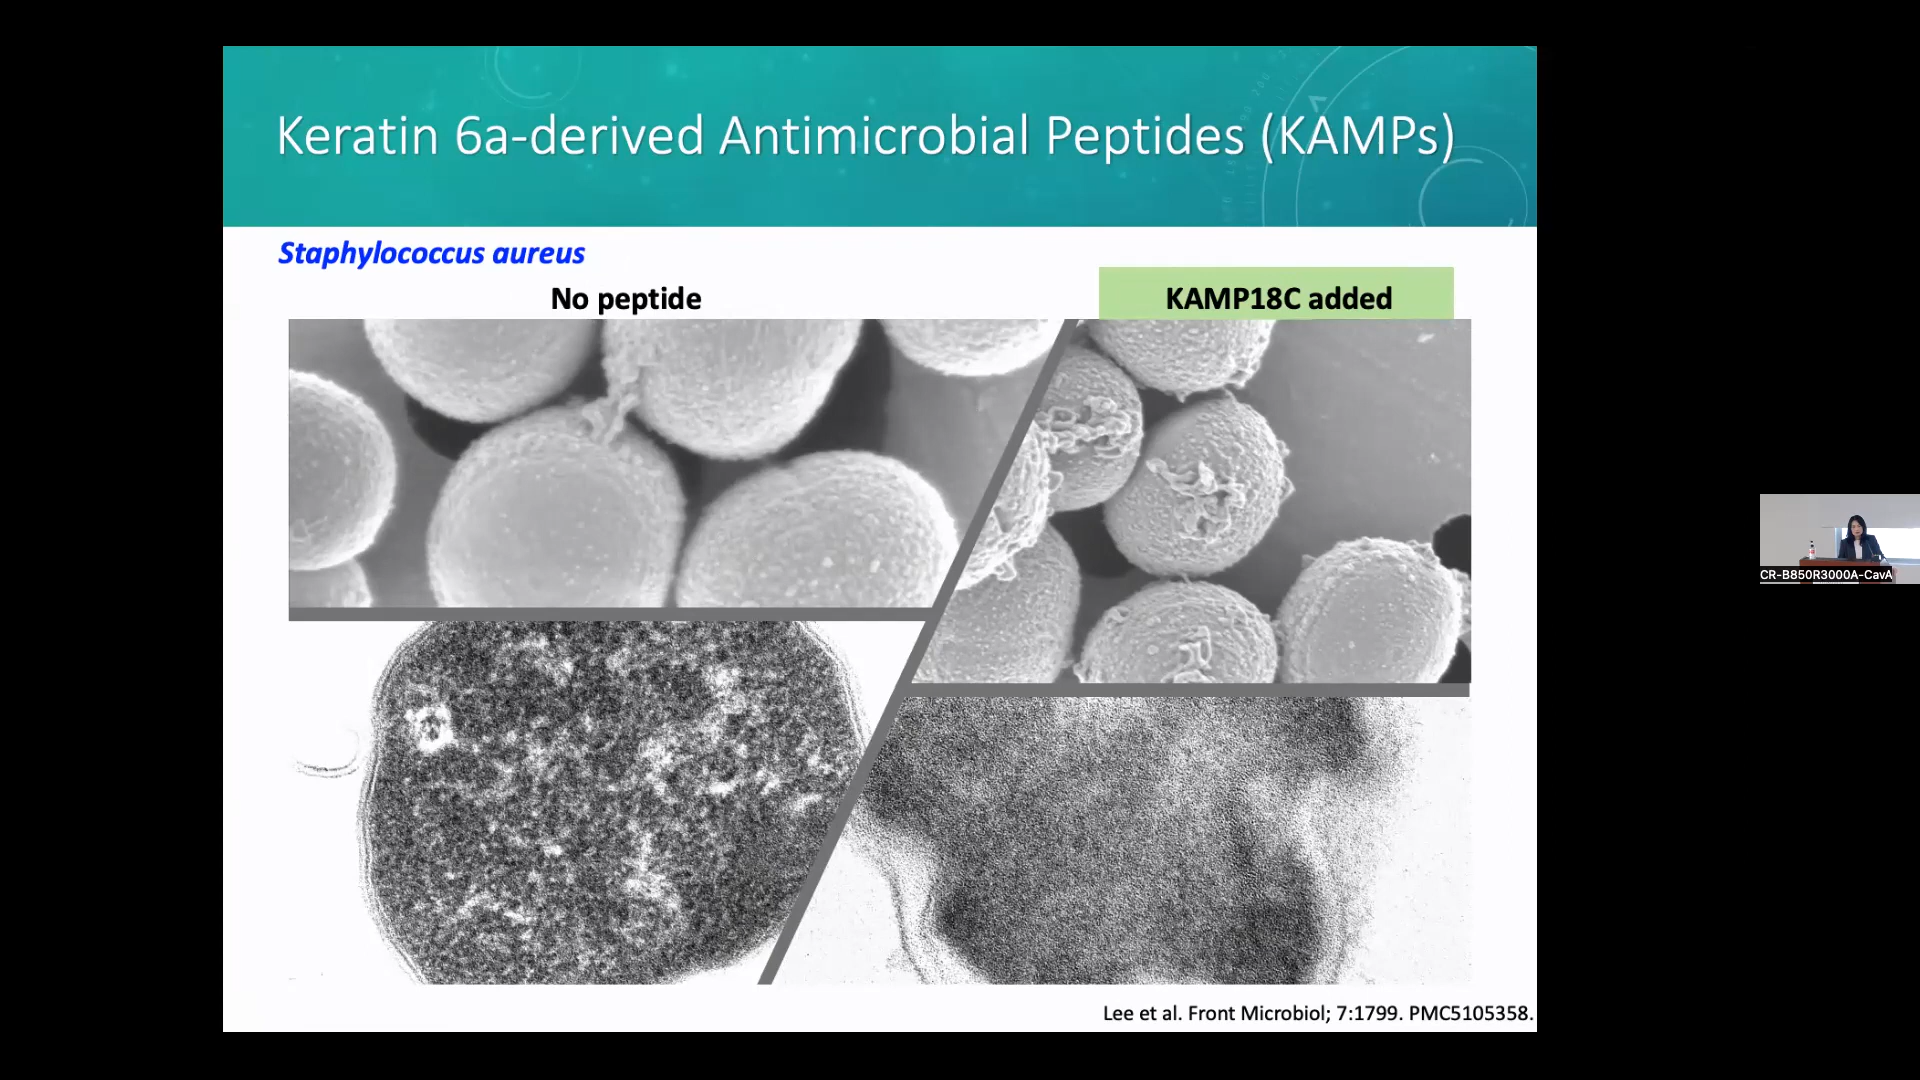 Keratin 6a-derived Antimicrobial Peptides (KAMPs)
Staphylococcus aureus
No peptide
KAMP18C added
Lee et al. Front Microbiol; 7:1799. PMC5105358.
CR-B850R3000A-CavA